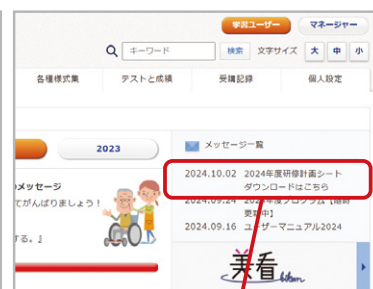 学習ユーザー マネージャー
キーワード 検索 文字サイズ 大 中 小
各種様式集 テストと成績 受講記録 個人設定
2023
メッセージ一覧
2024.10.02 2024年度研修計画シート
ダウンロードはこちら
2024.09.24 2024年度プログラム【随時
更新中】
2024.09.16 ユーザーマニュアル2024
メッセージ
てがんばりましょう!
する。』
美看 bikan